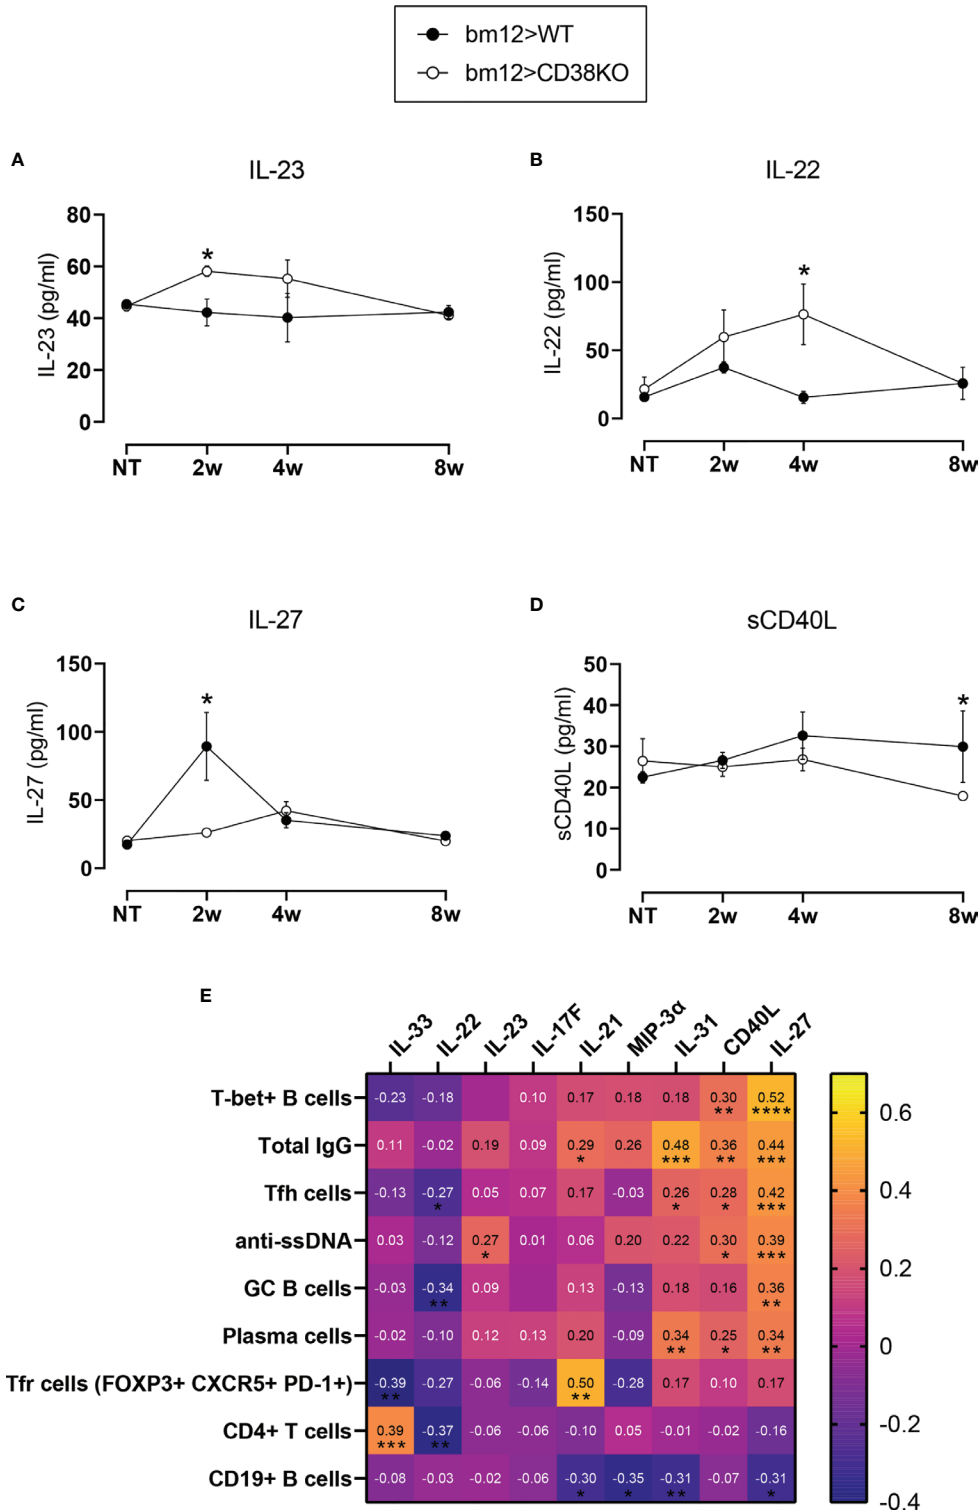 bm12>WT
bm12>CD38KO
A
IL-23
IL-23 (pg/ml)
80
60
40
20
0
*
NT 2w 4w 8w
B
IL-22
IL-22 (pg/ml)
150
100
50
0
*
NT 2w 4w 8w
C
IL-27
IL-27 (pg/ml)
150
100
50
0
*
NT 2w 4w 8w
D
sCD40L
sCD40L (pg/ml)
50
40
30
20
10
0
*
NT 2w 4w 8w
E
IL-33 IL-22 IL-23 IL-17F IL-21 MIP-3α IL-31 CD40L IL-27
T-bet+ B cells -0.23 -0.18 0.10 0.17 0.18 0.18 0.30 0.52
** ****
Total IgG 0.11 -0.02 0.19 0.09 0.29 0.26 0.48 0.36 0.44
* *** ** ***
Tfh cells -0.13 -0.27 0.05 0.07 0.17 -0.03 0.26 0.28 0.42
* * * ***
anti-ssDNA 0.03 -0.12 0.27 0.01 0.06 0.20 0.22 0.30 0.39
* * ***
GC B cells -0.03 -0.34 0.09 0.13 -0.13 0.18 0.16 0.36
** **
Plasma cells -0.02 -0.10 0.12 0.13 0.20 -0.09 0.34 0.25 0.34
** * **
Tfr cells (FOXP3+ CXCR5+ PD-1+) -0.39 -0.27 -0.06 -0.14 0.50 -0.28 0.17 0.10 0.17
** **
CD4+ T cells 0.39 -0.37 -0.06 -0.06 -0.10 0.05 -0.01 -0.02 -0.16
*** **
CD19+ B cells -0.08 -0.03 -0.02 -0.06 -0.30 -0.35 -0.31 -0.07 -0.31
* * ** *
0.6
0.4
0.2
0
-0.2
-0.4